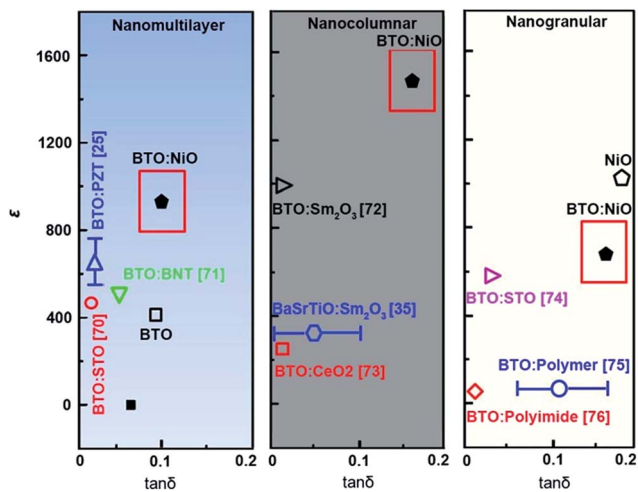 Nanomultilayer
Nanocolumnar
Nanogranular
ε
1600
1200
800
400
0
BTO:PZT [25]
BTO:NiO
BTO:BNT [71]
BTO:STO [70]
BTO
BTO:NiO
BTO:Sm₂O₃ [72]
BaSrTiO:Sm₂O₃ [35]
BTO:CeO2 [73]
NiO
BTO:NiO
BTO:STO [74]
BTO:Polymer [75]
BTO:Polyimide [76]
0 0.1 0.2
0 0.1 0.2
0 0.1 0.2
tanδ
tanδ
tanδ